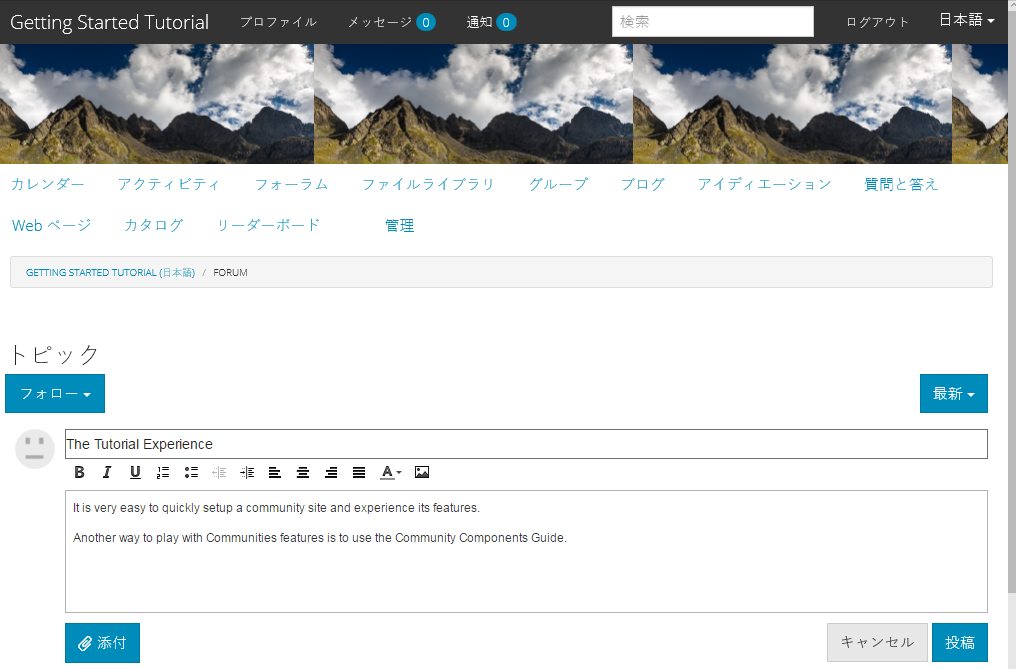 Getting Started Tutorial プロファイル メッセージ 0 通知 0 検索 ログアウト 日本語
カレンダー アクティビティ フォーラム ファイルライブラリ グループ ブログ アイディエーション 質問と答え
Web ページ カタログ リーダーボード 管理
GETTING STARTED TUTORIAL (日本語) / FORUM
トピック
フォロー 最新
The Tutorial Experience
B I U A
It is very easy to quickly setup a community site and experience its features.
Another way to play with Communities features is to use the Community Components Guide.
添付 キャンセル 投稿